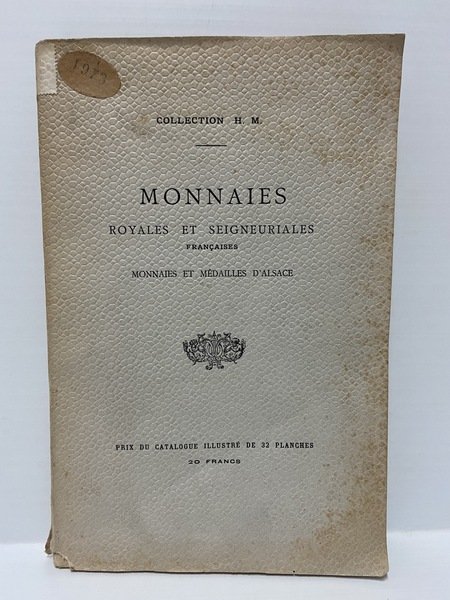 COLLECTION H. M.
MONNAIES
ROYALES ET SEIGNEURIALES
FRANÇAISES
MONNAIES ET MÉDAILLES D'ALSACE
PRIX DU CATALOGUE ILLUSTRÉ DE 32 PLANCHES
20 FRANCS